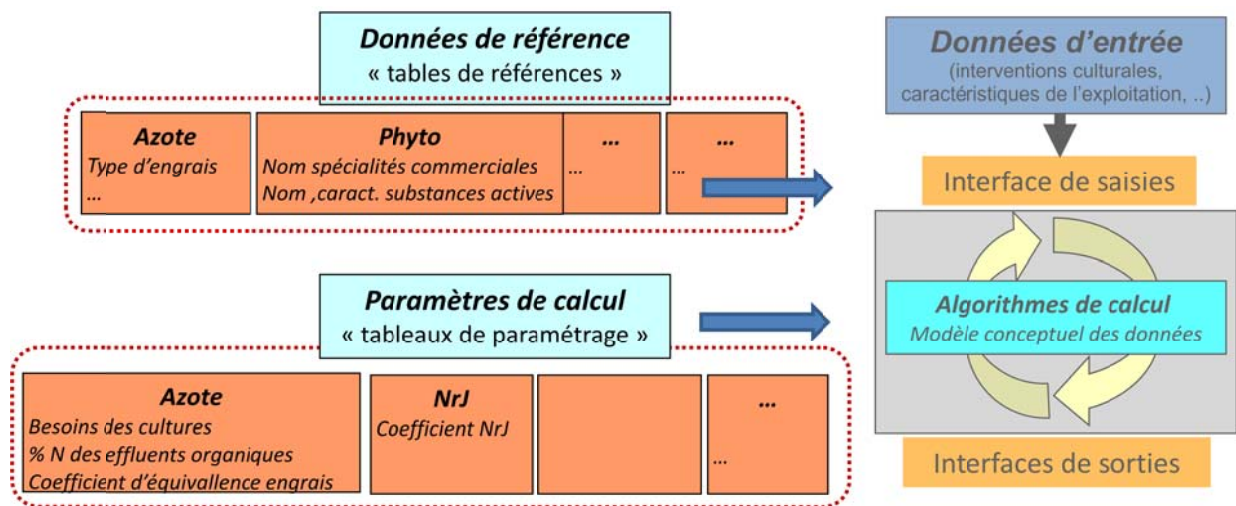 Données de référence
« tables de références »
Azote
Type d’engrais
...
Phyto
Nom spécialités commerciales
Nom ,caract. substances actives
...
...
...
...
Paramètres de calcul
« tableaux de paramétrage »
Azote
Besoins des cultures
% N des effluents organiques
Coefficient d’équivallence engrais
NrJ
Coefficient NrJ
...
...
Données d’entrée
(interventions culturales,
caractéristiques de l’exploitation, ..)
Interface de saisies
Algorithmes de calcul
Modèle conceptuel des données
Interfaces de sorties